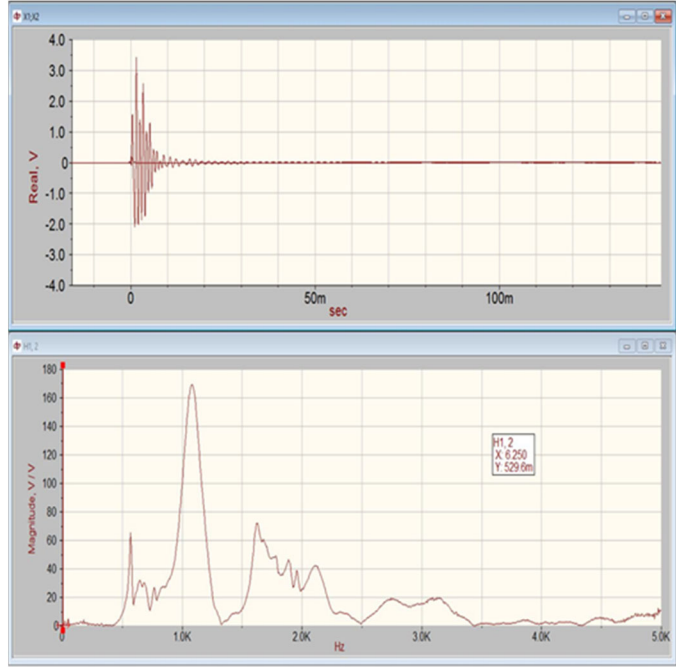 X1,X2
4.0
3.0
2.0
1.0
0
-1.0
-2.0
-3.0
-4.0
Real, V
0 50m 100m
sec
H1, 2
180
160
140
120
100
80
60
40
20
0
Magnitude, V / V
H1, 2
X: 6.250
Y: 529.6m
0 1.0K 2.0K 3.0K 4.0K 5.0K
Hz